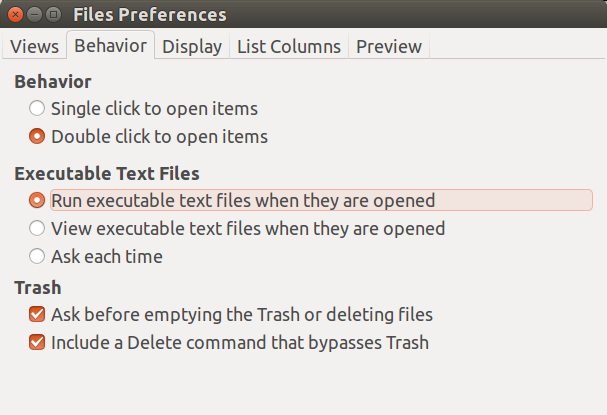 Files Preferences
Views Behavior Display List Columns Preview
Behavior
Single click to open items
Double click to open items
Executable Text Files
Run executable text files when they are opened
View executable text files when they are opened
Ask each time
Trash
Ask before emptying the Trash or deleting files
Include a Delete command that bypasses Trash